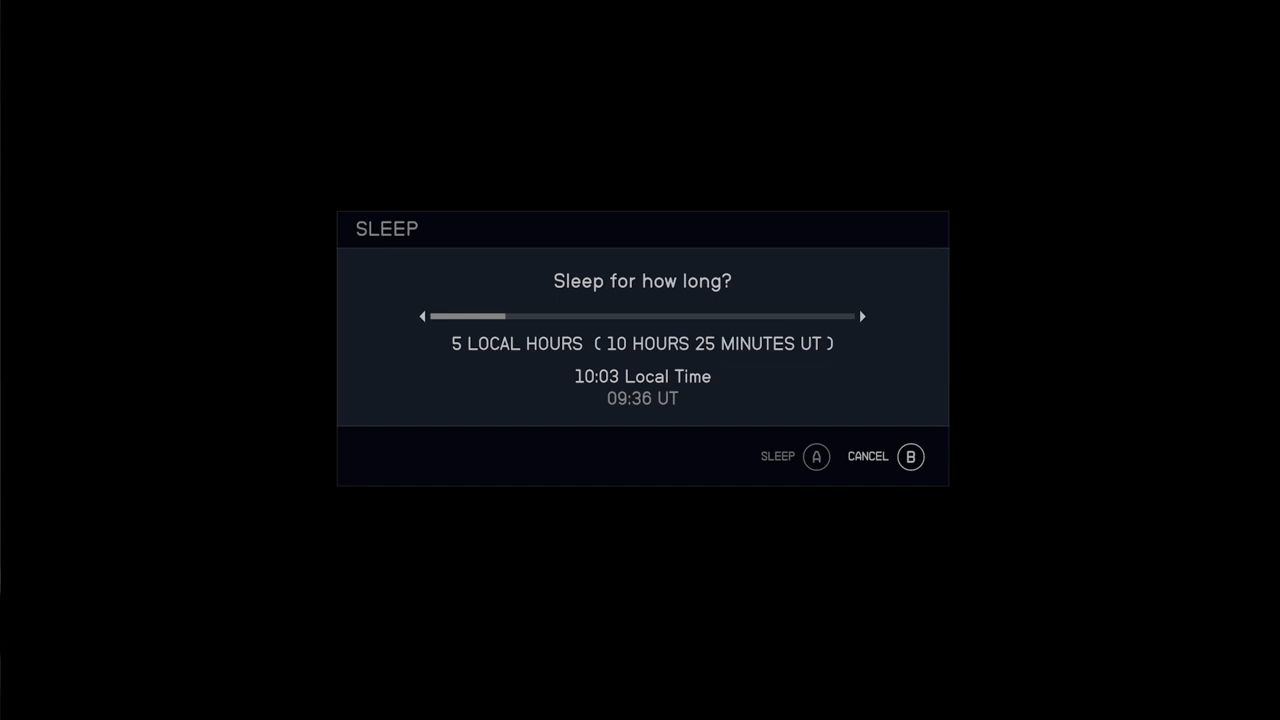 SLEEP
Sleep for how long?
5 LOCAL HOURS ( 10 HOURS 25 MINUTES UT )
10:03 Local Time
09:36 UT
SLEEP A CANCEL B